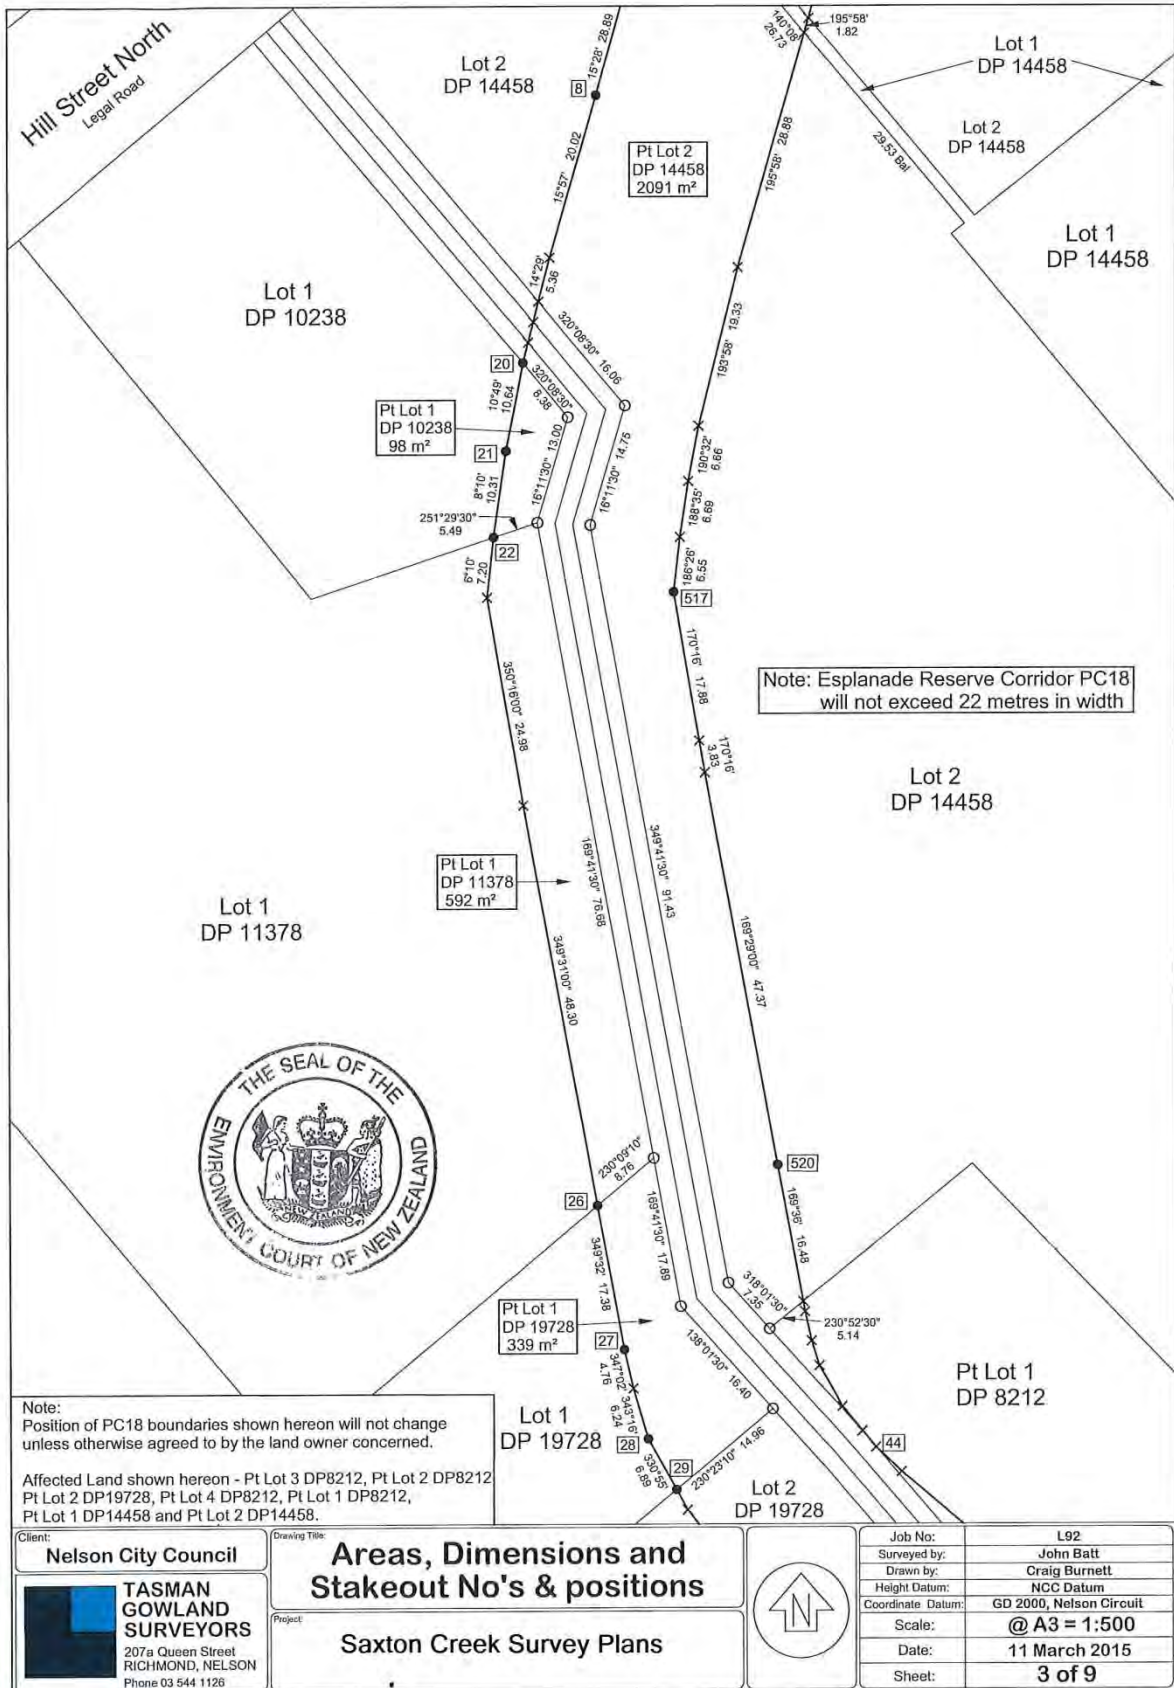 Hill Street North
Legal Road
Lot 2
DP 14458
15°28' 28.89
8
140°08'
26.73
195°58'
1.82
Lot 1
DP 14458
Lot 2
DP 14458
29.53 Bal
Lot 1
DP 14458
Pt Lot 2
DP 14458
2091 m²
15°57' 20.02
195°58' 28.88
14°29'
5.36
193°58' 19.33
Lot 1
DP 10238
320°08'30" 16.06
20
320°08'30"
8.38
10°49'
10.64
Pt Lot 1
DP 10238
98 m²
21
16°11'30" 13.00
16°11'30" 14.75
190°32'
6.66
188°35'
6.69
8°10'
10.31
251°29'30"
5.49
22
186°26'
6.55
517
6°10'
7.20
170°16' 17.88
Note: Esplanade Reserve Corridor PC18
will not exceed 22 metres in width
350°16'00" 24.98
170°16'
3.83
Lot 2
DP 14458
Pt Lot 1
DP 11378
592 m²
169°41'30" 76.68
349°41'30" 91.43
Lot 1
DP 11378
349°31'00" 48.30
169°29'00" 47.37
THE SEAL OF THE
ENVIRONMENT COURT OF NEW ZEALAND
NEW ZEALAND
230°09'10"
8.76
520
26
169°36' 16.48
169°41'30" 17.89
349°32' 17.38
318°01'30"
7.35
230°52'30"
5.14
Pt Lot 1
DP 19728
339 m²
27
138°01'30" 16.40
347°02'
4.76
343°16'
6.24
Pt Lot 1
DP 8212
Lot 1
DP 19728
28
44
330°55'
6.89
29
230°23'10" 14.96
Lot 2
DP 19728
Note:
Position of PC18 boundaries shown hereon will not change
unless otherwise agreed to by the land owner concerned.
Affected Land shown hereon - Pt Lot 3 DP8212, Pt Lot 2 DP8212
Pt Lot 2 DP19728, Pt Lot 4 DP8212, Pt Lot 1 DP8212,
Pt Lot 1 DP14458 and Pt Lot 2 DP14458.
Client:
Nelson City Council
TASMAN
GOWLAND
SURVEYORS
207a Queen Street
RICHMOND, NELSON
Phone 03 544 1126
Drawing Title:
Areas, Dimensions and
Stakeout No's & positions
Project:
Saxton Creek Survey Plans
N
Job No: L92
Surveyed by: John Batt
Drawn by: Craig Burnett
Height Datum: NCC Datum
Coordinate Datum: GD 2000, Nelson Circuit
Scale: @ A3 = 1:500
Date: 11 March 2015
Sheet: 3 of 9